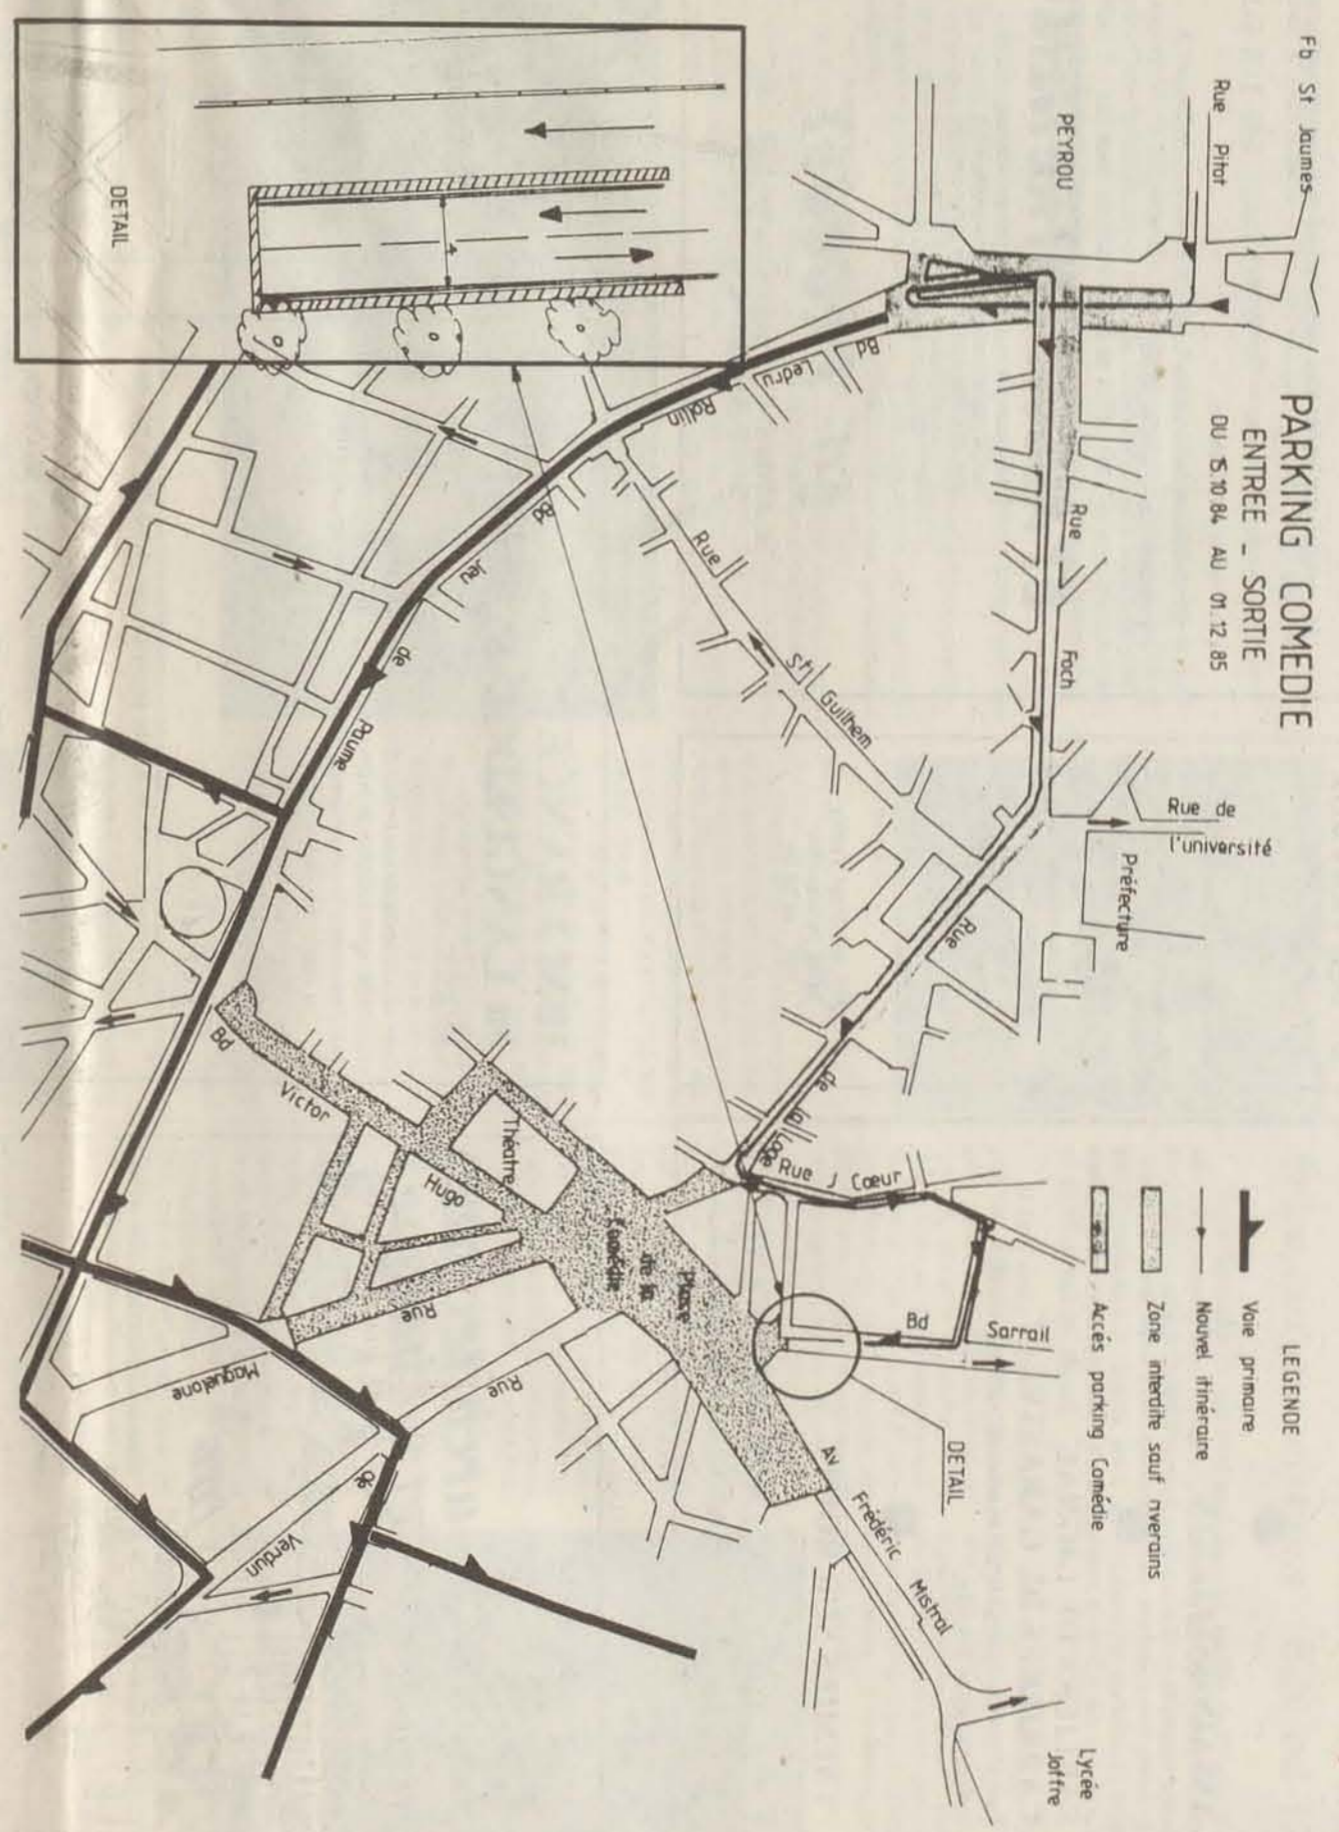 PARKING COMEDIE
ENTREE - SORTIE
DU 15.10.84 AU 01.12.85
Fb St Jaumes
Rue Pitot
PEYROU
Bd Ledru Rollin
Rue Foch
Rue St Guilhem
Bd Jeu de Paume
Rue de l'université
Préfecture
Rue de la Loge
Rue J Cœur
Bd Sarrail
DETAIL
Bd Victor Hugo
Théatre
Place
de la
Comédie
Rue Maguelone
Rue de Verdun
Av Frédéric Mistral
Lycée
Joffre
LEGENDE
Voie primaire
Nouvel itinéraire
Zone interdite sauf riverains
Accés parking Comédie
DETAIL
4